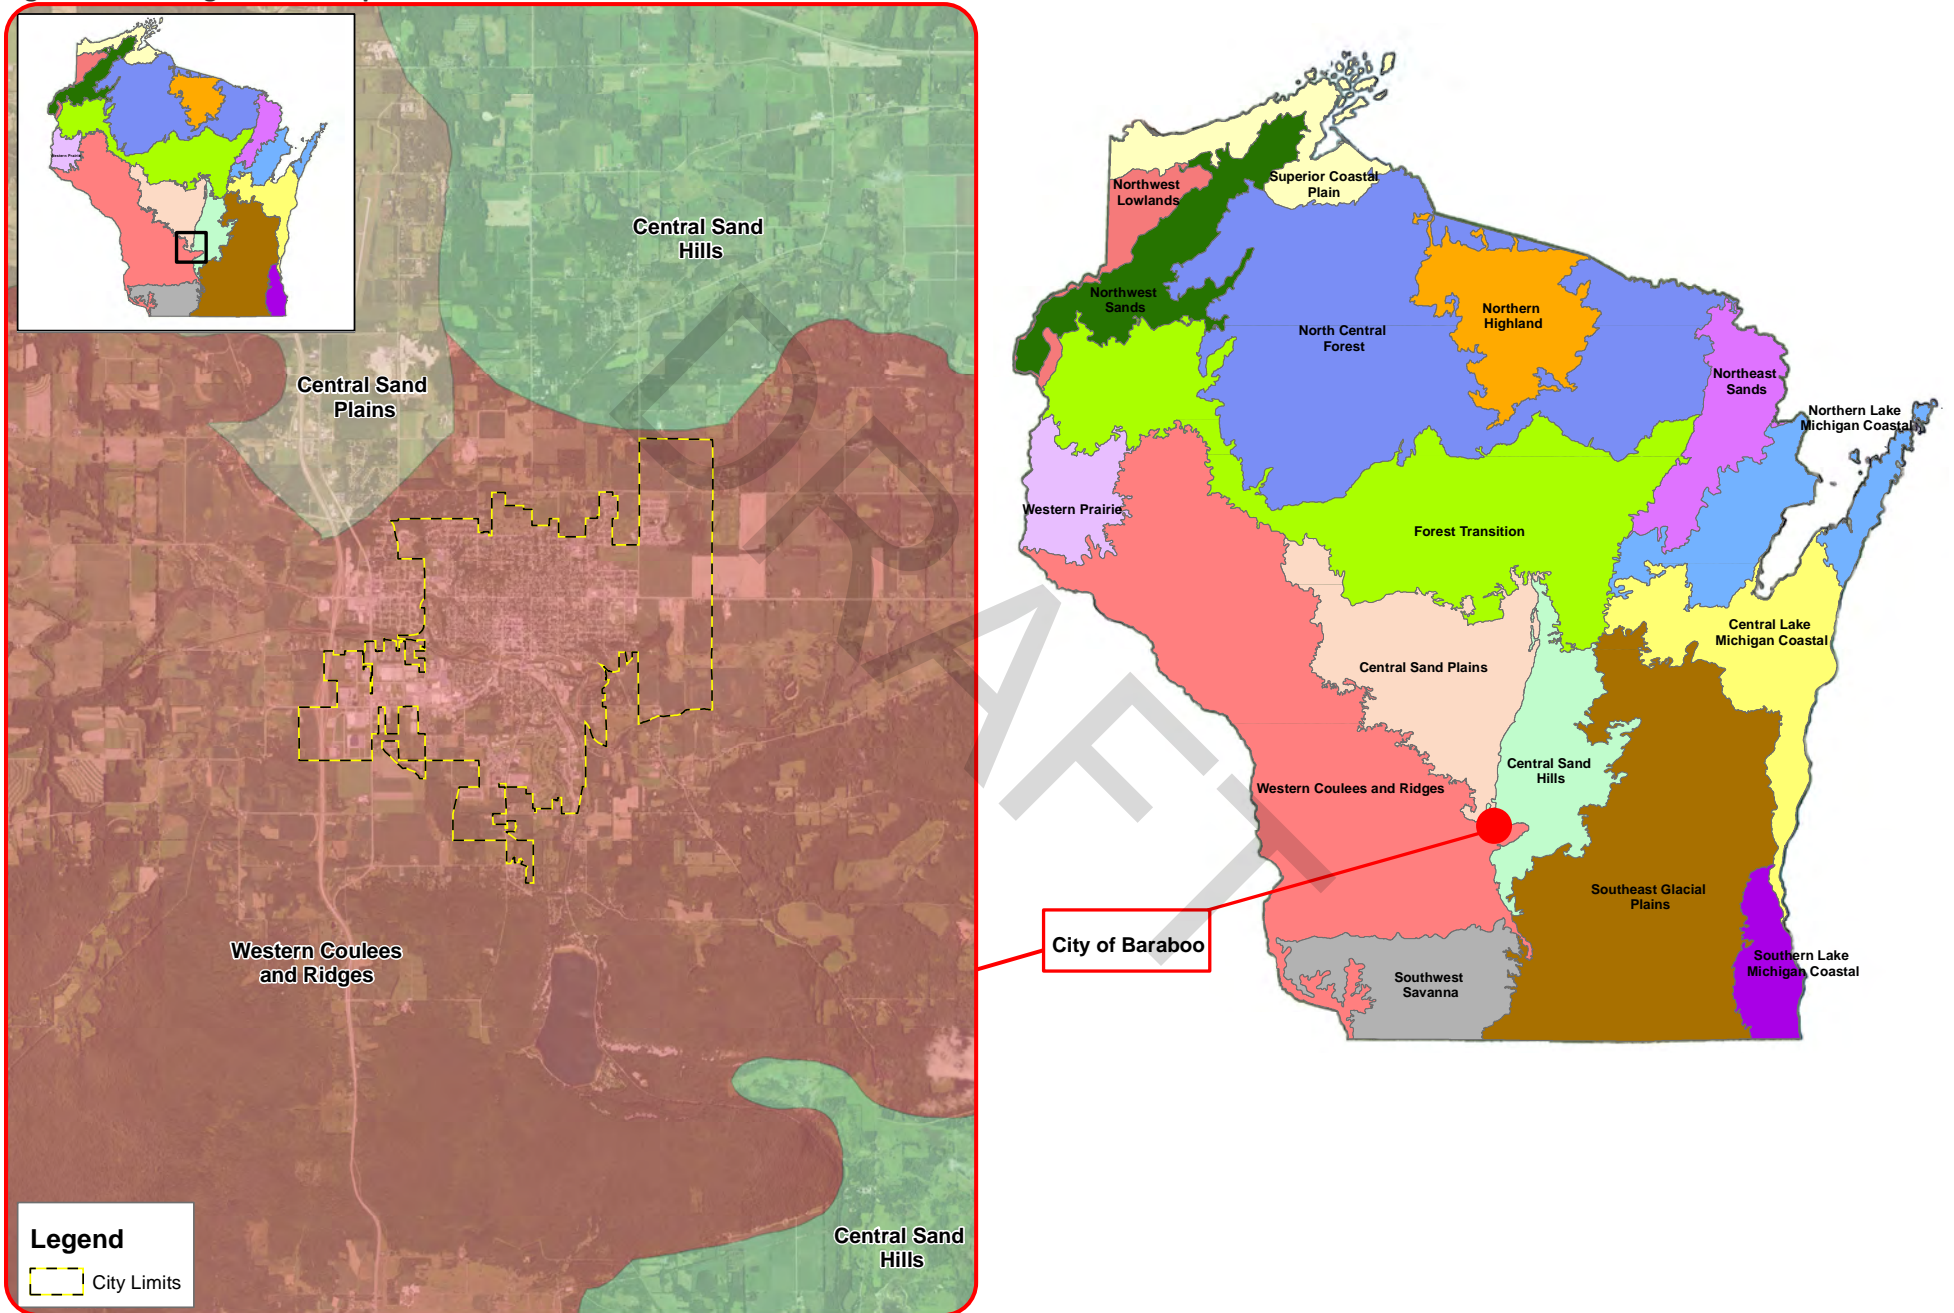 Central Sand
Hills
Central Sand
Plains
Western Coulees
and Ridges
Central Sand
Hills
Legend
City Limits
DRAFT
City of Baraboo
Superior Coastal
Plain
Northwest
Lowlands
Northwest
Sands
North Central
Forest
Northern
Highland
Northeast
Sands
Northern Lake
Michigan Coastal
Western Prairie
Forest Transition
Central Lake
Michigan Coastal
Central Sand Plains
Central Sand
Hills
Western Coulees and Ridges
Southeast Glacial
Plains
Southwest
Savanna
Southern Lake
Michigan Coastal